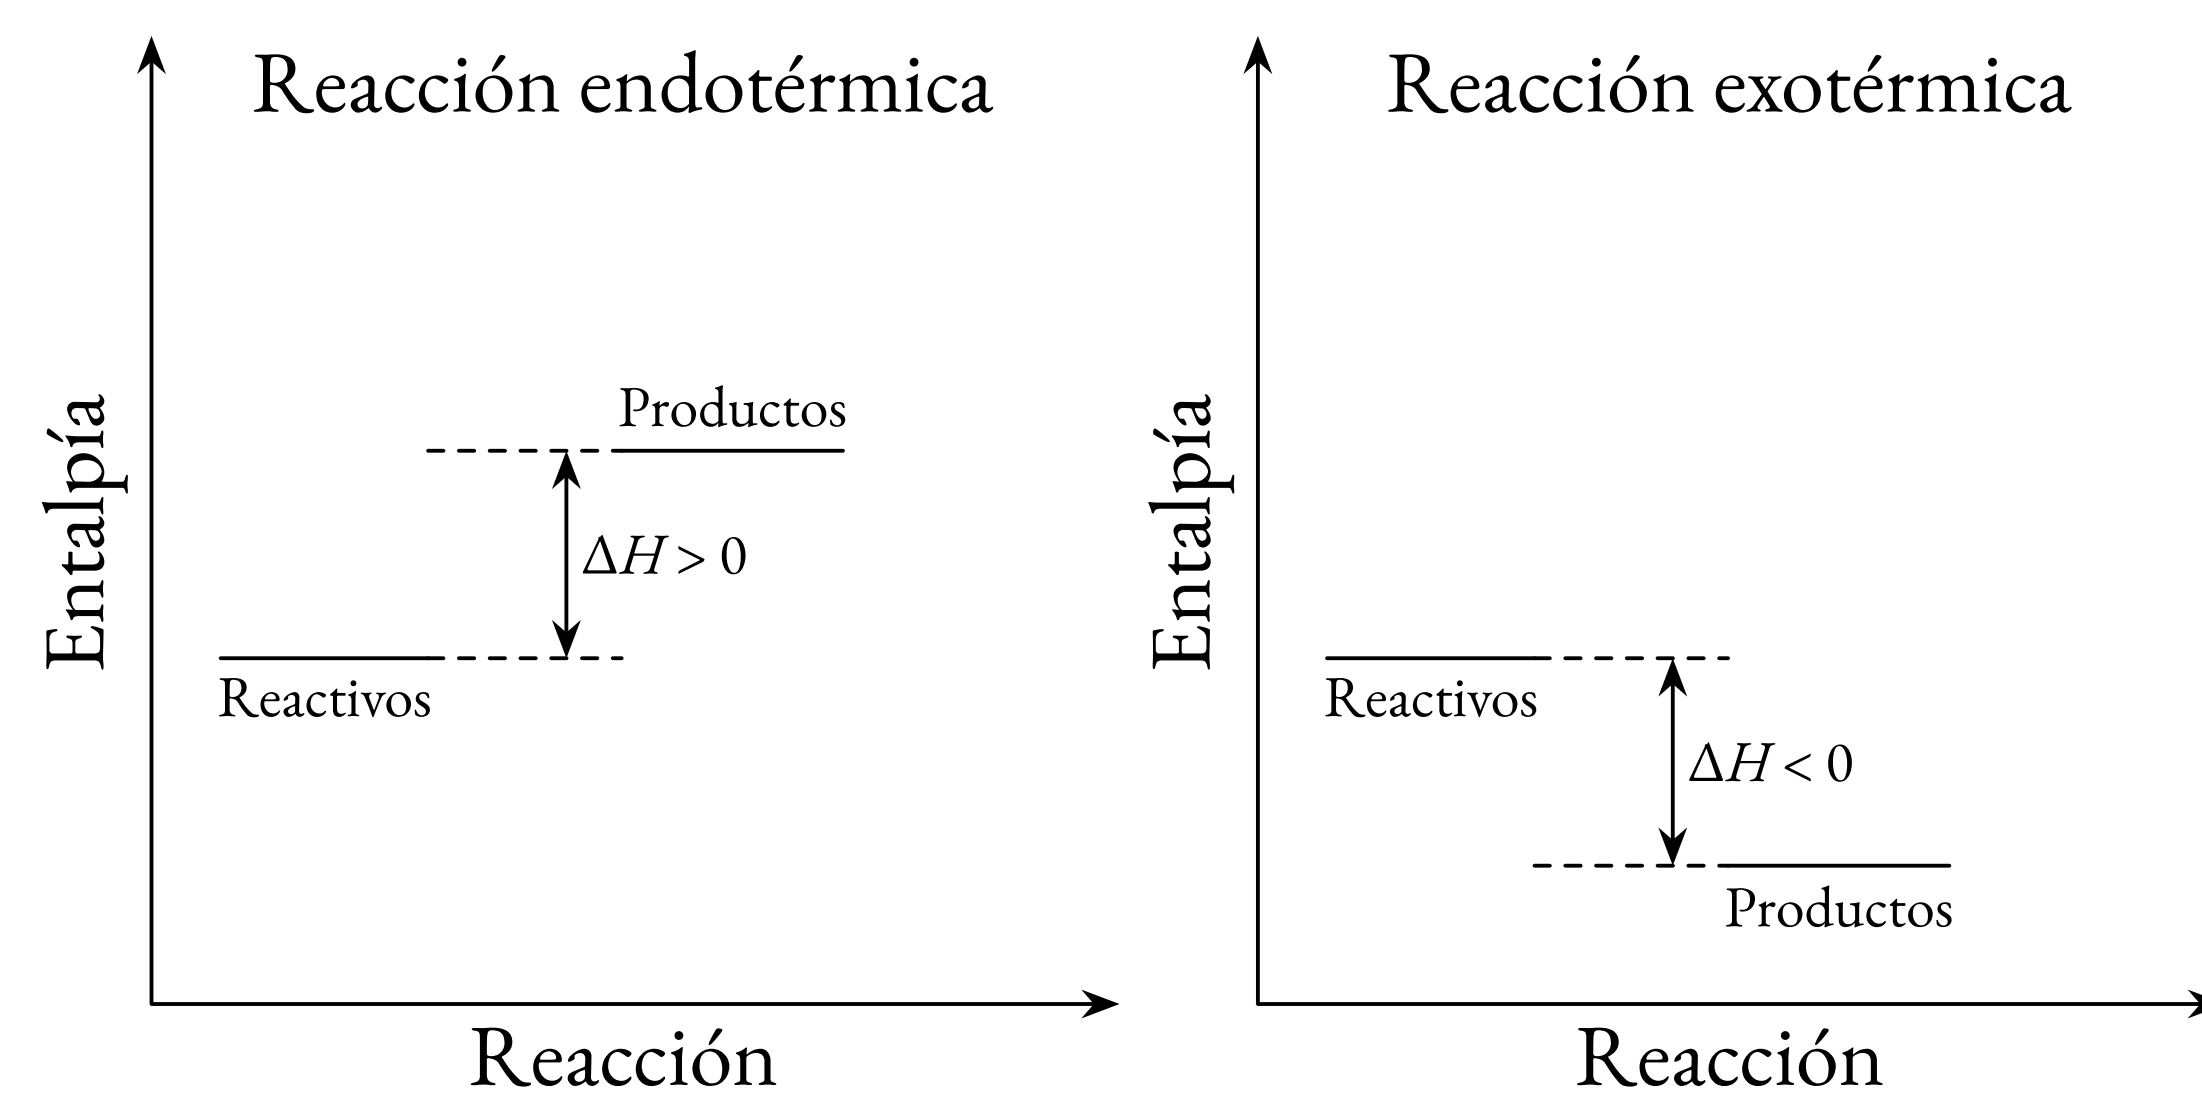 Reacción endotérmica
Entalpía
Productos
ΔH > 0
Reactivos
Reacción
Reacción exotérmica
Entalpía
Reactivos
ΔH < 0
Productos
Reacción